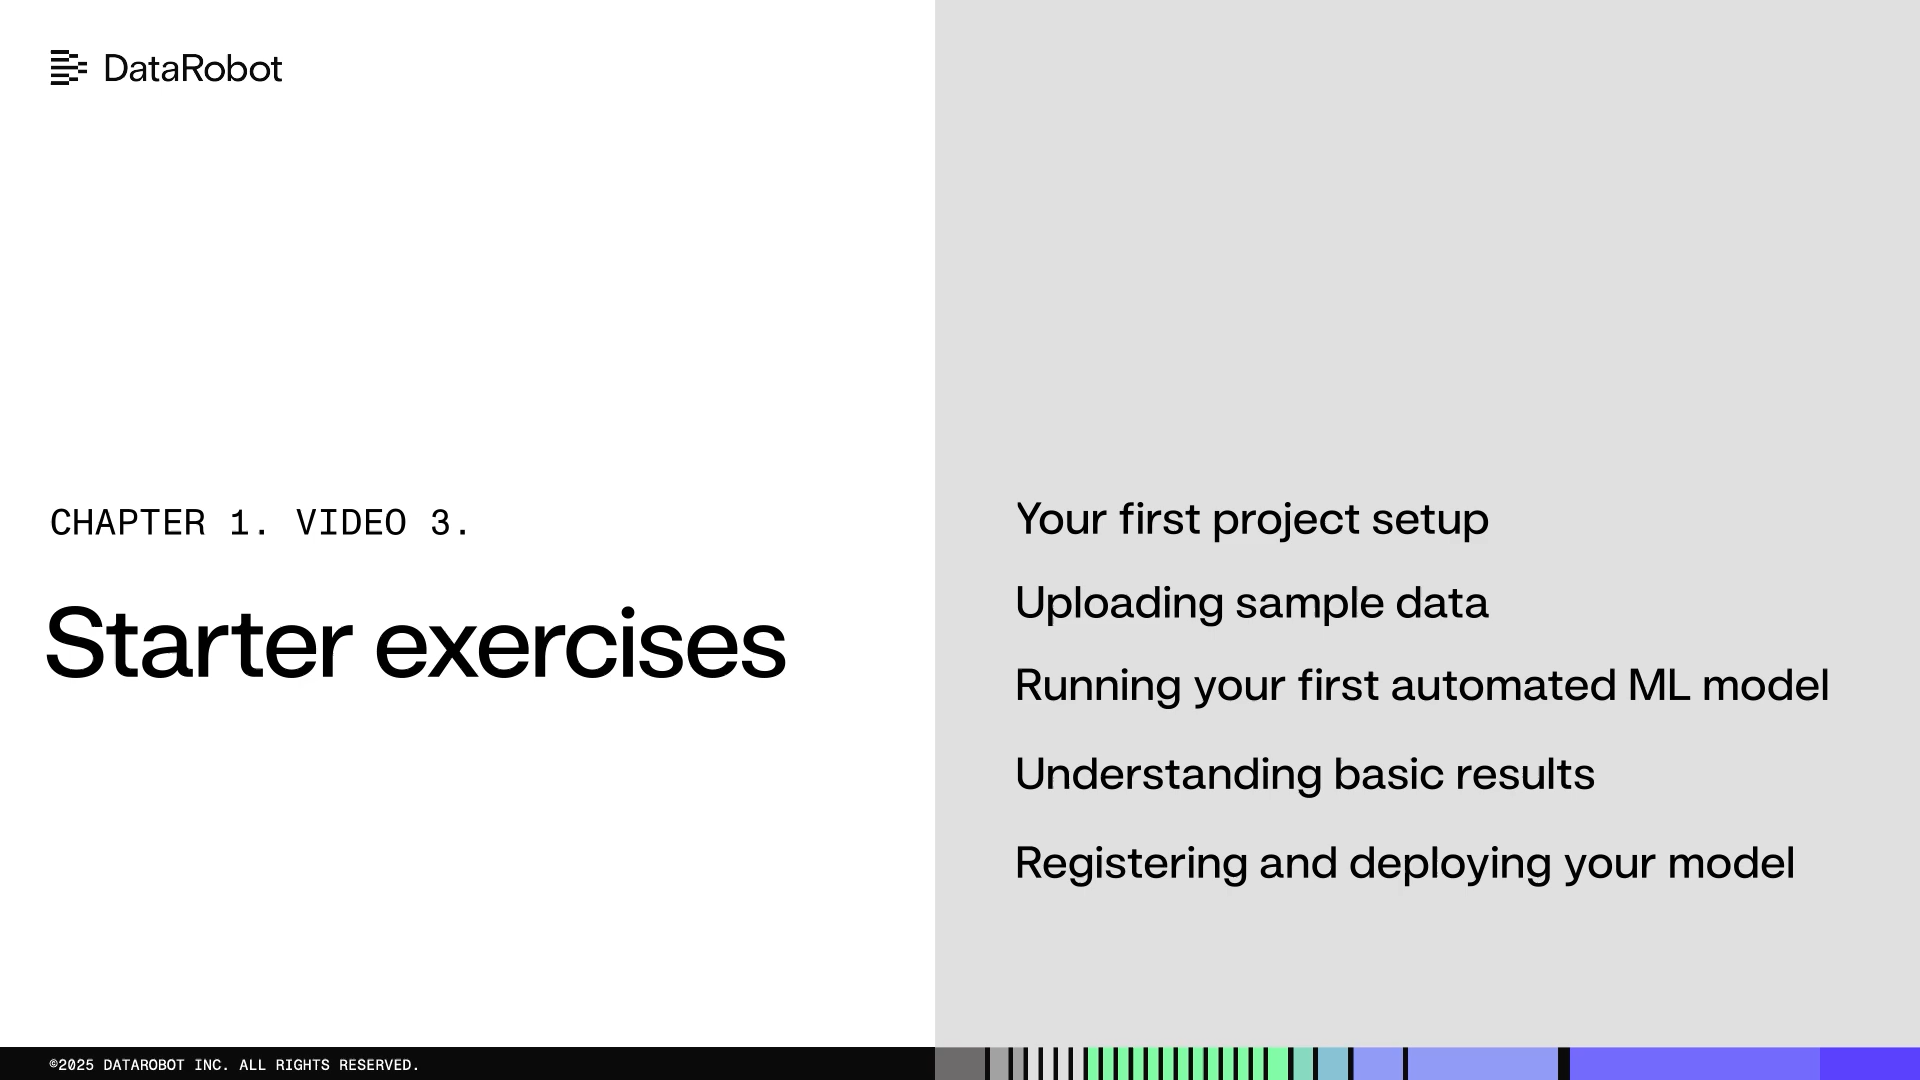 DataRobot
CHAPTER 1. VIDEO 3.
Starter exercises
Your first project setup
Uploading sample data
Running your first automated ML model
Understanding basic results
Registering and deploying your model
©2025 DATAROBOT INC. ALL RIGHTS RESERVED.